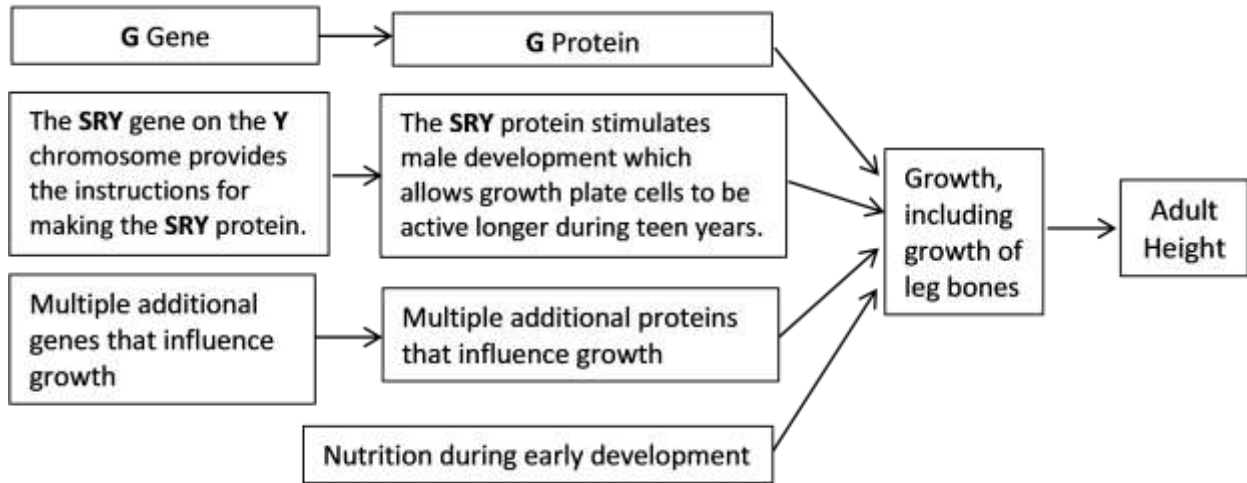 G Gene
G Protein
The SRY gene on the Y
chromosome provides
the instructions for
making the SRY protein.
The SRY protein stimulates
male development which
allows growth plate cells to be
active longer during teen years.
Multiple additional
genes that influence
growth
Multiple additional proteins
that influence growth
Nutrition during early development
Growth,
including
growth of
leg bones
Adult
Height